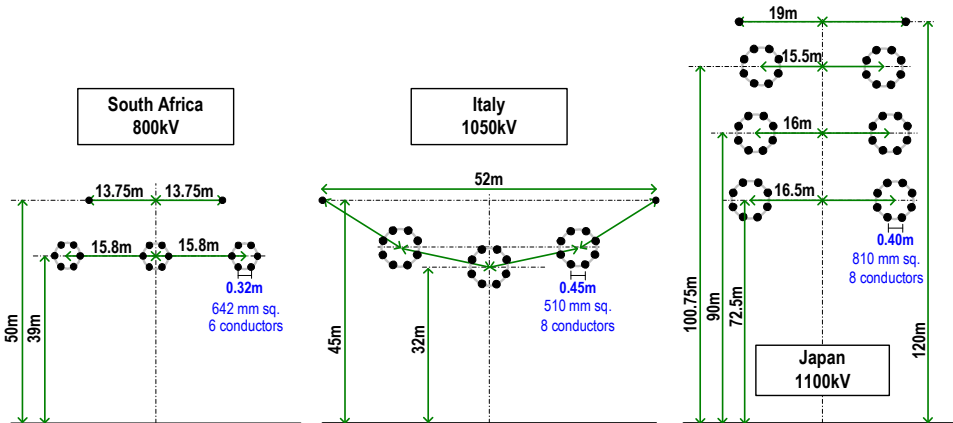 South Africa
800kV
13.75m
13.75m
15.8m
15.8m
0.32m
642 mm sq.
6 conductors
50m
39m
Italy
1050kV
52m
0.45m
510 mm sq.
8 conductors
45m
32m
19m
15.5m
16m
16.5m
0.40m
810 mm sq.
8 conductors
100.75m
90m
72.5m
120m
Japan
1100kV